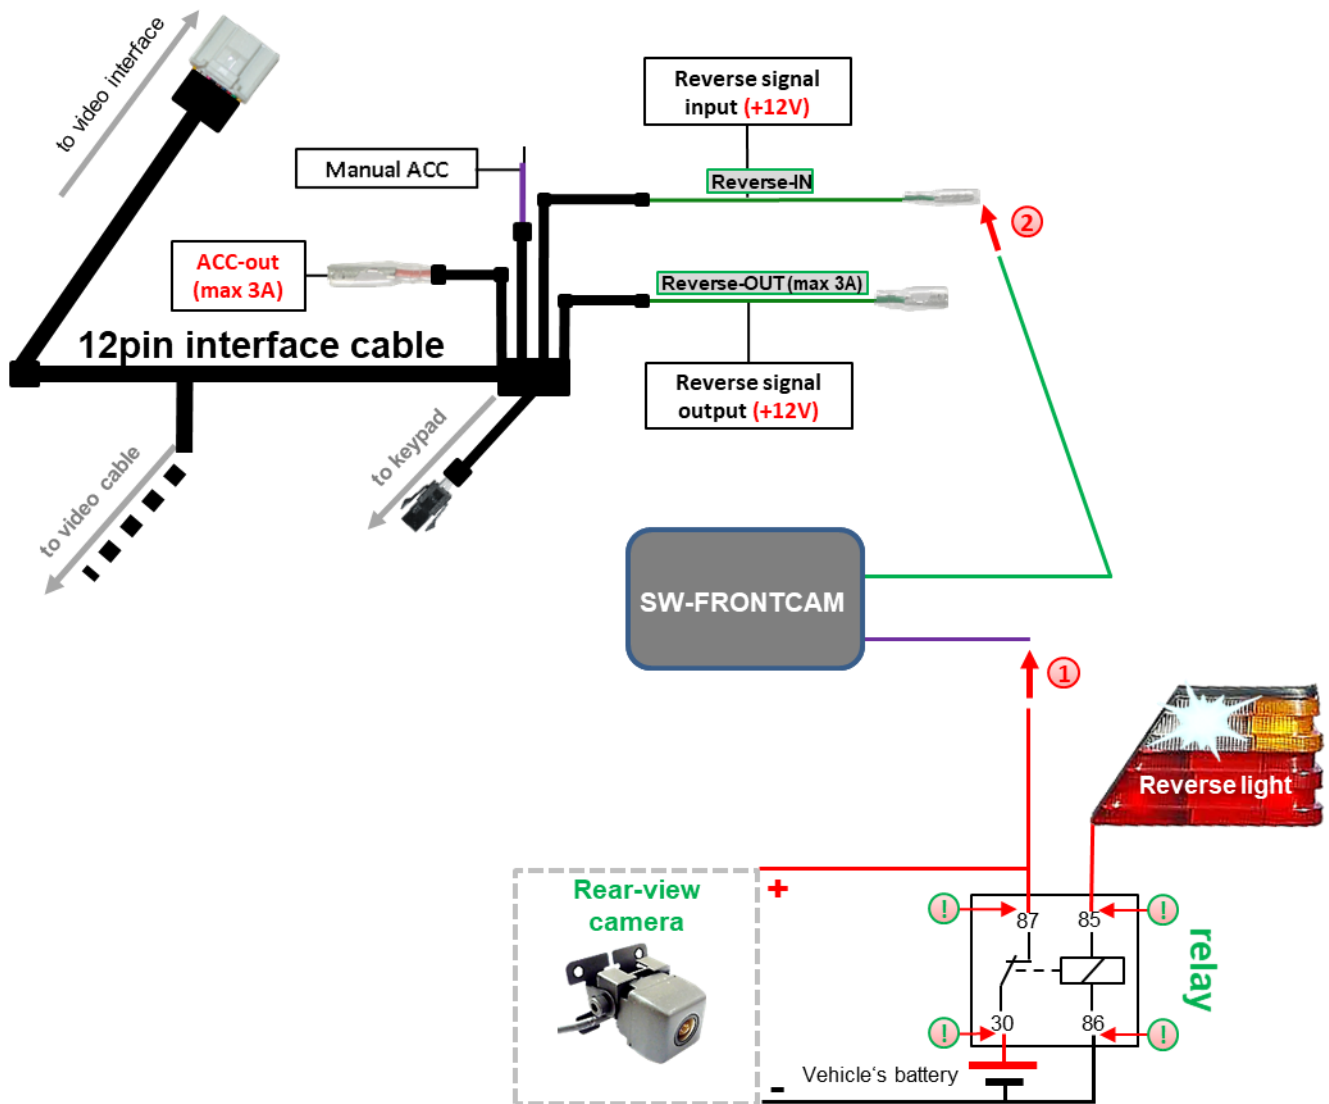 to video interface
Reverse signal
input (+12V)
Manual ACC
Reverse-IN
2
ACC-out
(max 3A)
Reverse-OUT (max 3A)
12pin interface cable
Reverse signal
output (+12V)
to keypad
to video cable
SW-FRONTCAM
1
Reverse light
Rear-view
camera
+
!
87
85
!
relay
!
30
86
!
Vehicle's battery
-